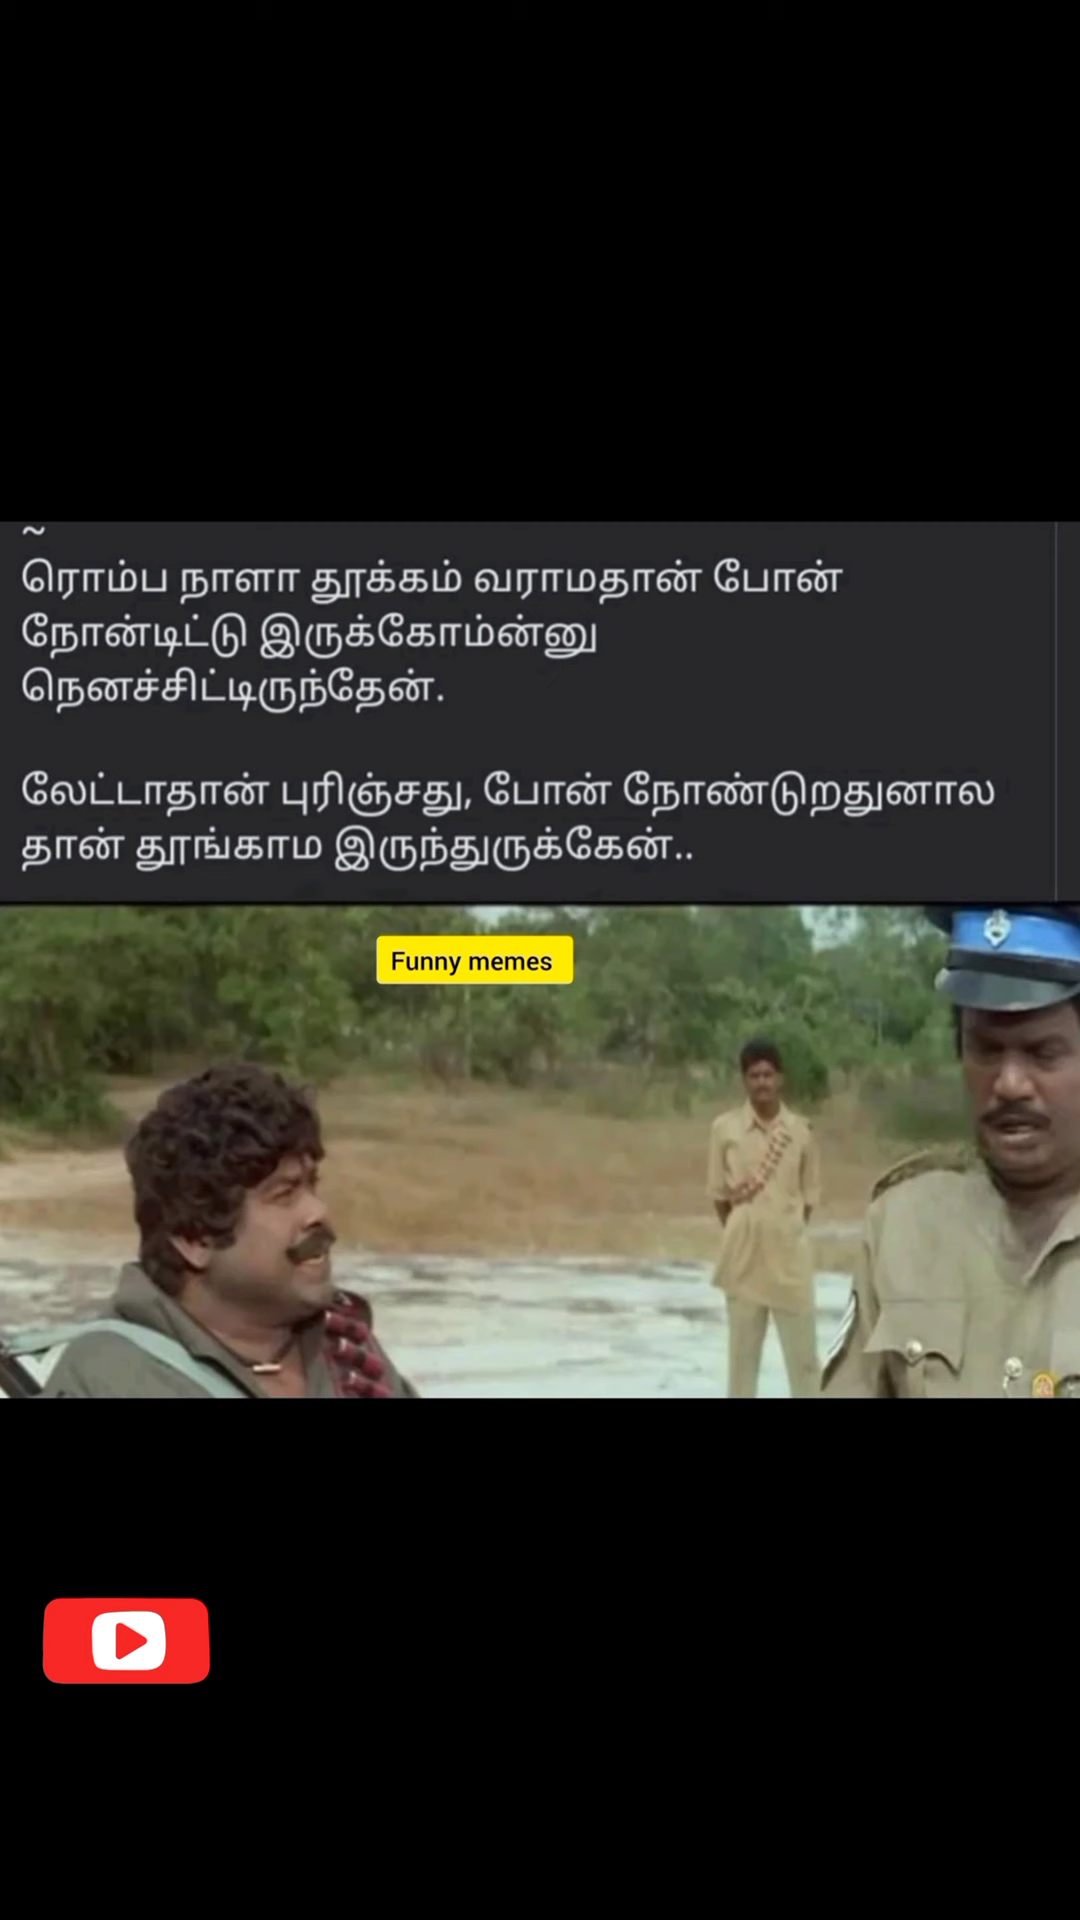 ~
ரொம்ப நாளா தூக்கம் வராமதான் போன்
நோன்டிட்டு இருக்கோம்ன்னு
நெனச்சிட்டிருந்தேன்.
லேட்டாதான் புரிஞ்சது, போன் நோண்டுறதுனால
தான் தூங்காம இருந்துருக்கேன்..
Funny memes